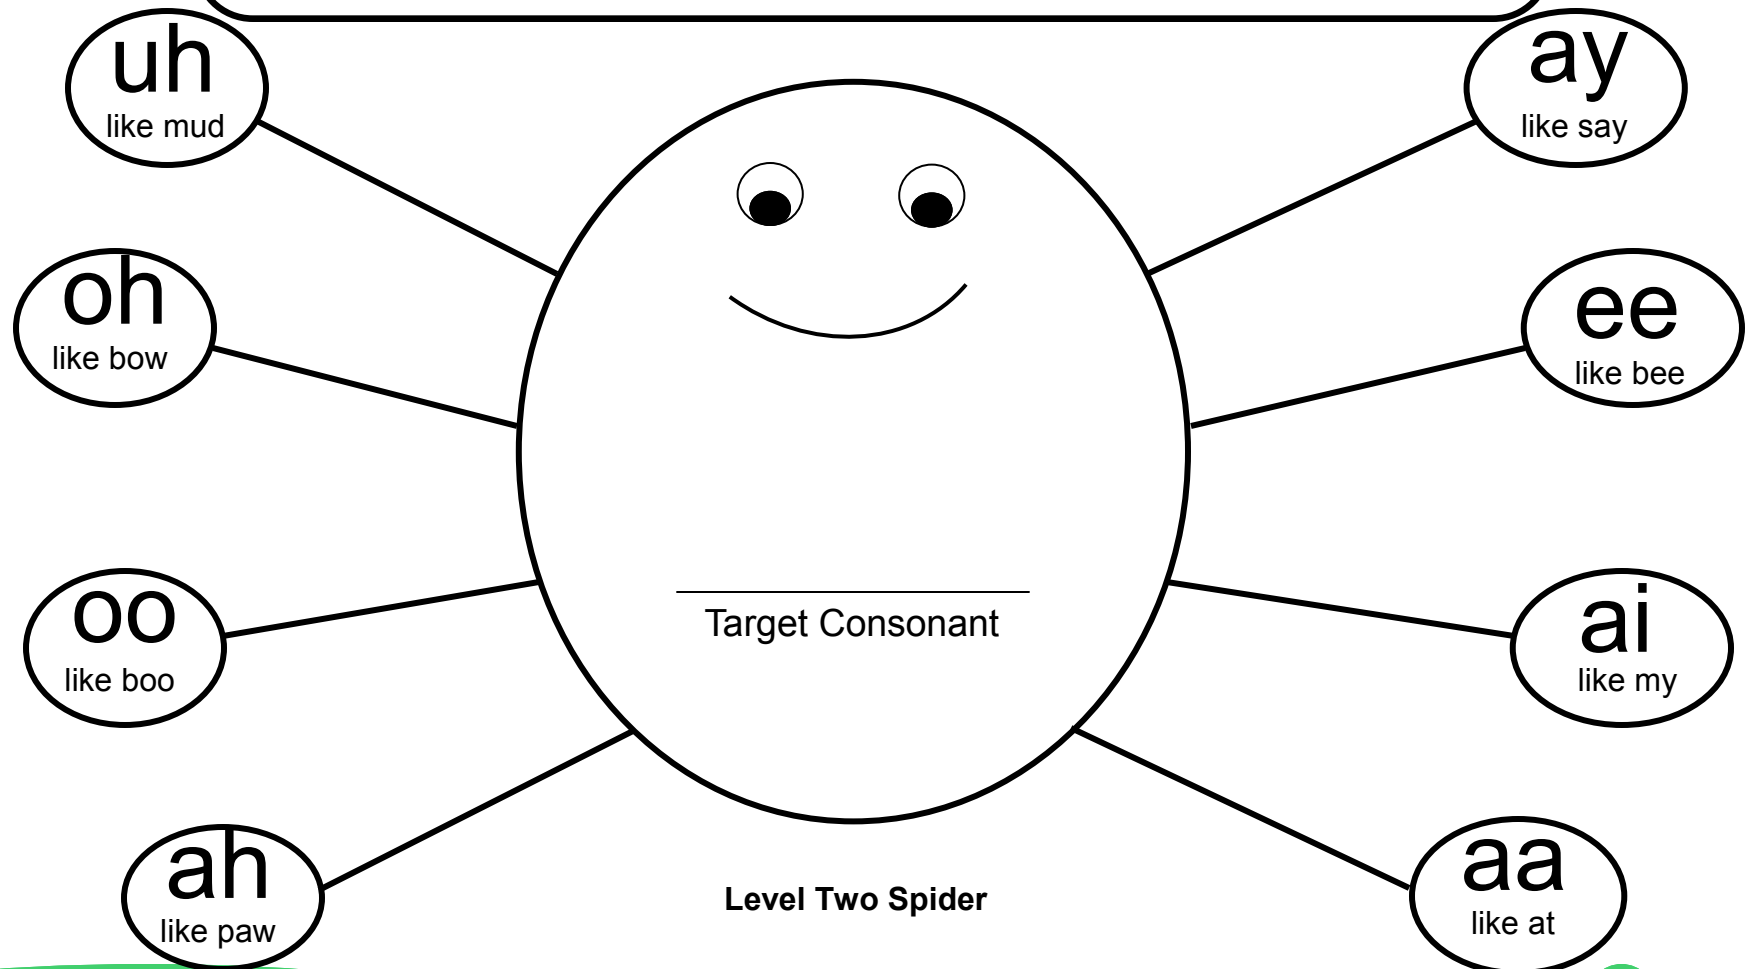 uh
like mud
ay
like say
oh
like bow
ee
like bee
oo
like boo
ai
like my
Target Consonant
ah
like paw
aa
like at
Level Two Spider